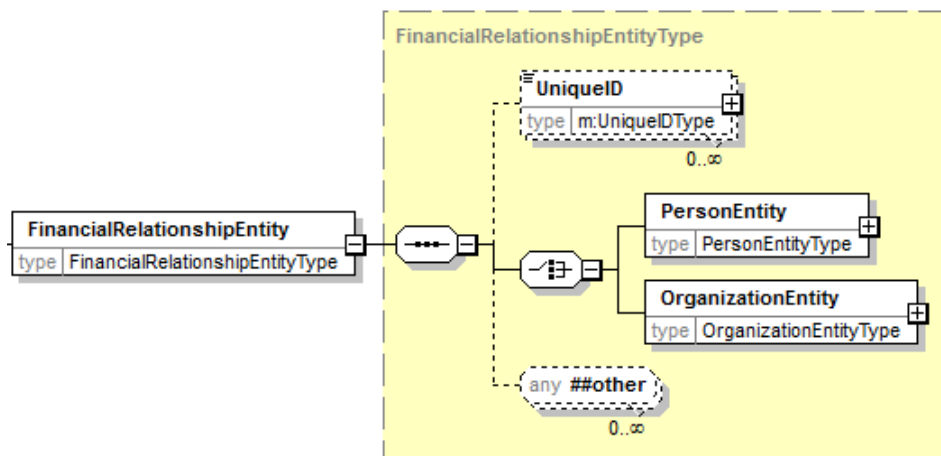 FinancialRelationshipEntityType
UniqueID
type m:UniqueIDType
0..∞
FinancialRelationshipEntity
type FinancialRelationshipEntityType
PersonEntity
type PersonEntityType
OrganizationEntity
type OrganizationEntityType
any ##other
0..∞